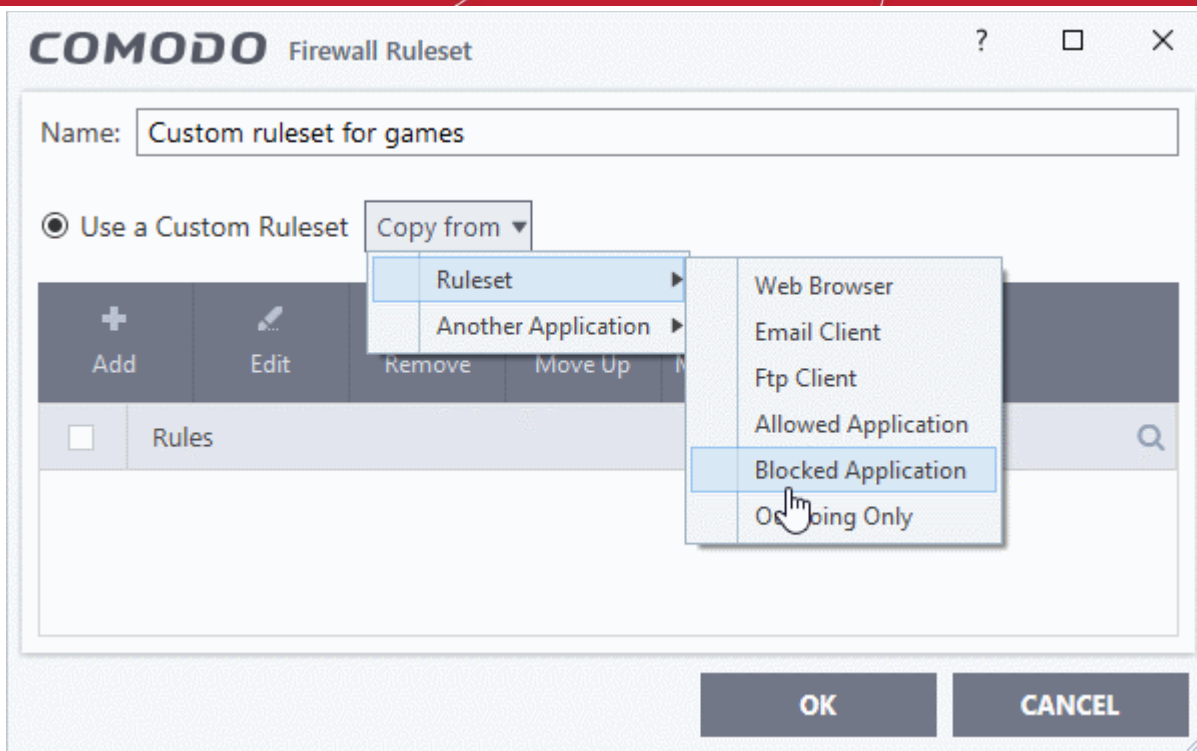 COMODO Firewall Ruleset ?
Name: Custom ruleset for games
Use a Custom Ruleset Copy from
Ruleset
Another Application
Web Browser
Email Client
Ftp Client
Allowed Application
Blocked Application
Only
Add Edit Remove Move Up
Rules
OK CANCEL